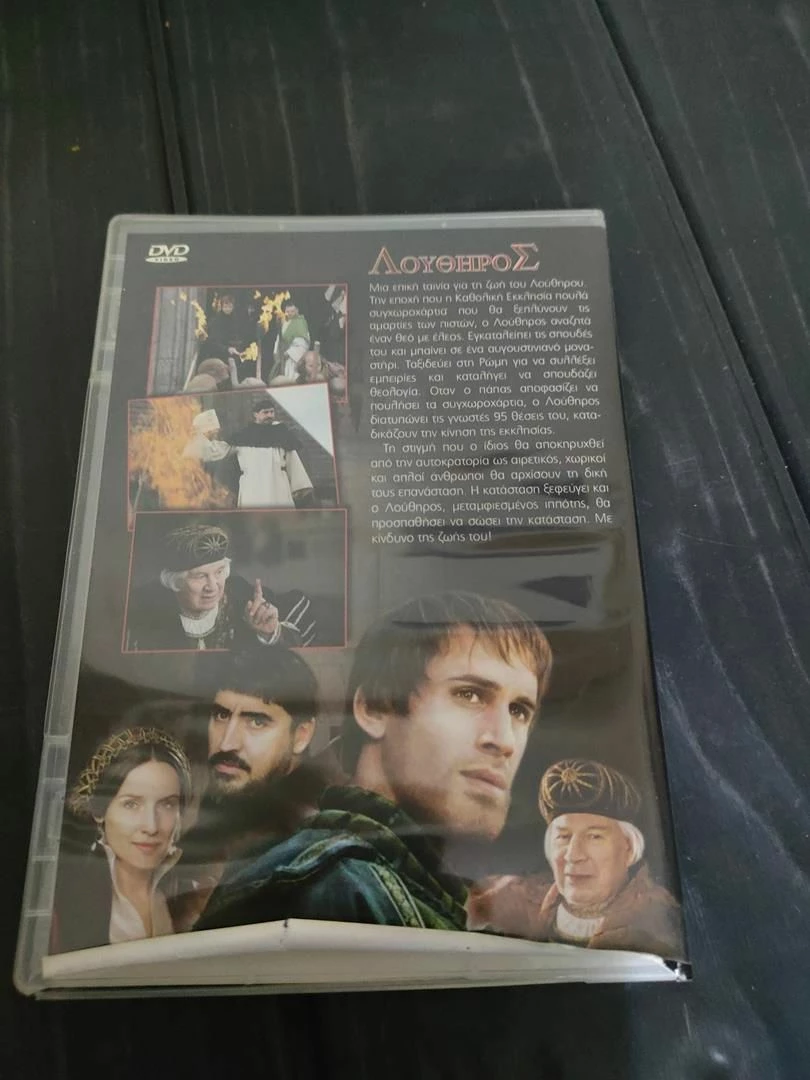 DVD
VIDEO
ΛΟΥΘΗΡΟΣ
Μια επική ταινία για τη ζωή του Λούθηρου.
Την εποχή που η Καθολική Εκκλησία πουλά
συγχωροχάρτια που θα ξεπλύνουν τις
αμαρτίες των πιστών, ο Λούθηρος αναζητά
έναν θεό με έλεος. Εγκαταλείπει τις σπουδές
του και μπαίνει σε ένα αυγουστινιανό μονα-
στήρι. Ταξιδεύει στη Ρώμη για να συλλέξει
εμπειρίες και καταλήγει να σπουδάζει
θεολογία. Όταν ο πάπας αποφασίζει να
πουλήσει τα συγχωροχάρτια, ο Λούθηρος
διατυπώνει τις γνωστές 95 θέσεις του, κατα-
δικάζουν την κίνηση της εκκλησίας.
Τη στιγμή που ο ίδιος θα αποκηρυχθεί
από την αυτοκρατορία ως αιρετικός, χωρικοί
και απλοί άνθρωποι θα αρχίσουν τη δική
τους επανάσταση. Η κατάσταση ξεφεύγει και
ο Λούθηρος, μεταμφιεσμένος ιππότης, θα
προσπαθήσει να σώσει την κατάσταση. Με
κίνδυνο της ζωής του!